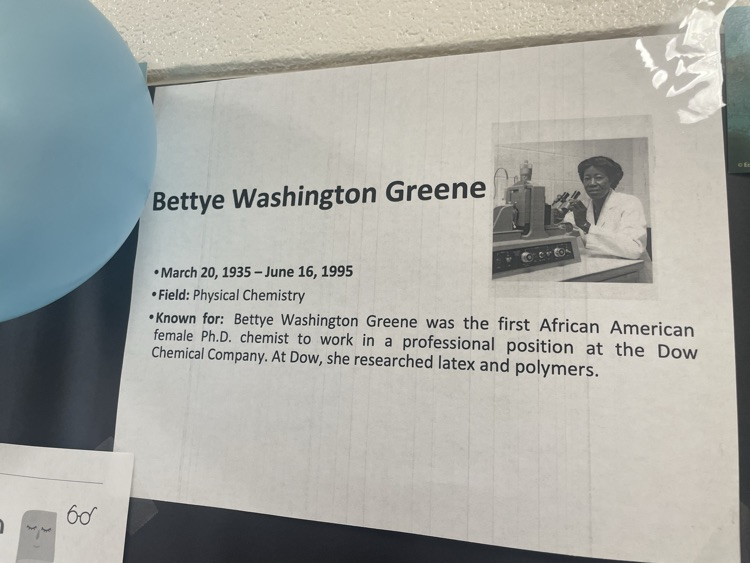 Bettye Washington Greene
• March 20, 1935 – June 16, 1995
• Field: Physical Chemistry
• Known for: Bettye Washington Greene was the first African American
female Ph.D. chemist to work in a professional position at the Dow
Chemical Company. At Dow, she researched latex and polymers.